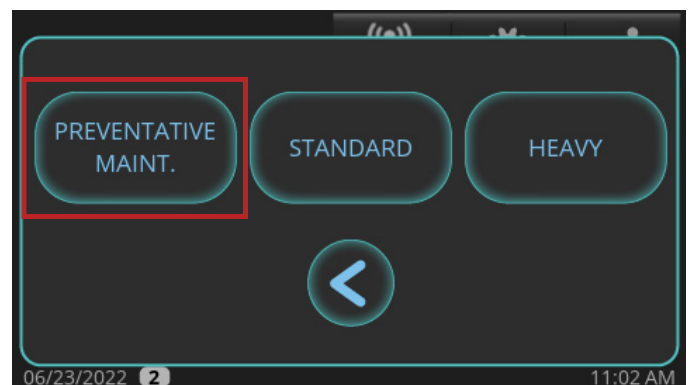 PREVENTATIVE
MAINT.
STANDARD
HEAVY
06/23/2022 2
11:02 AM